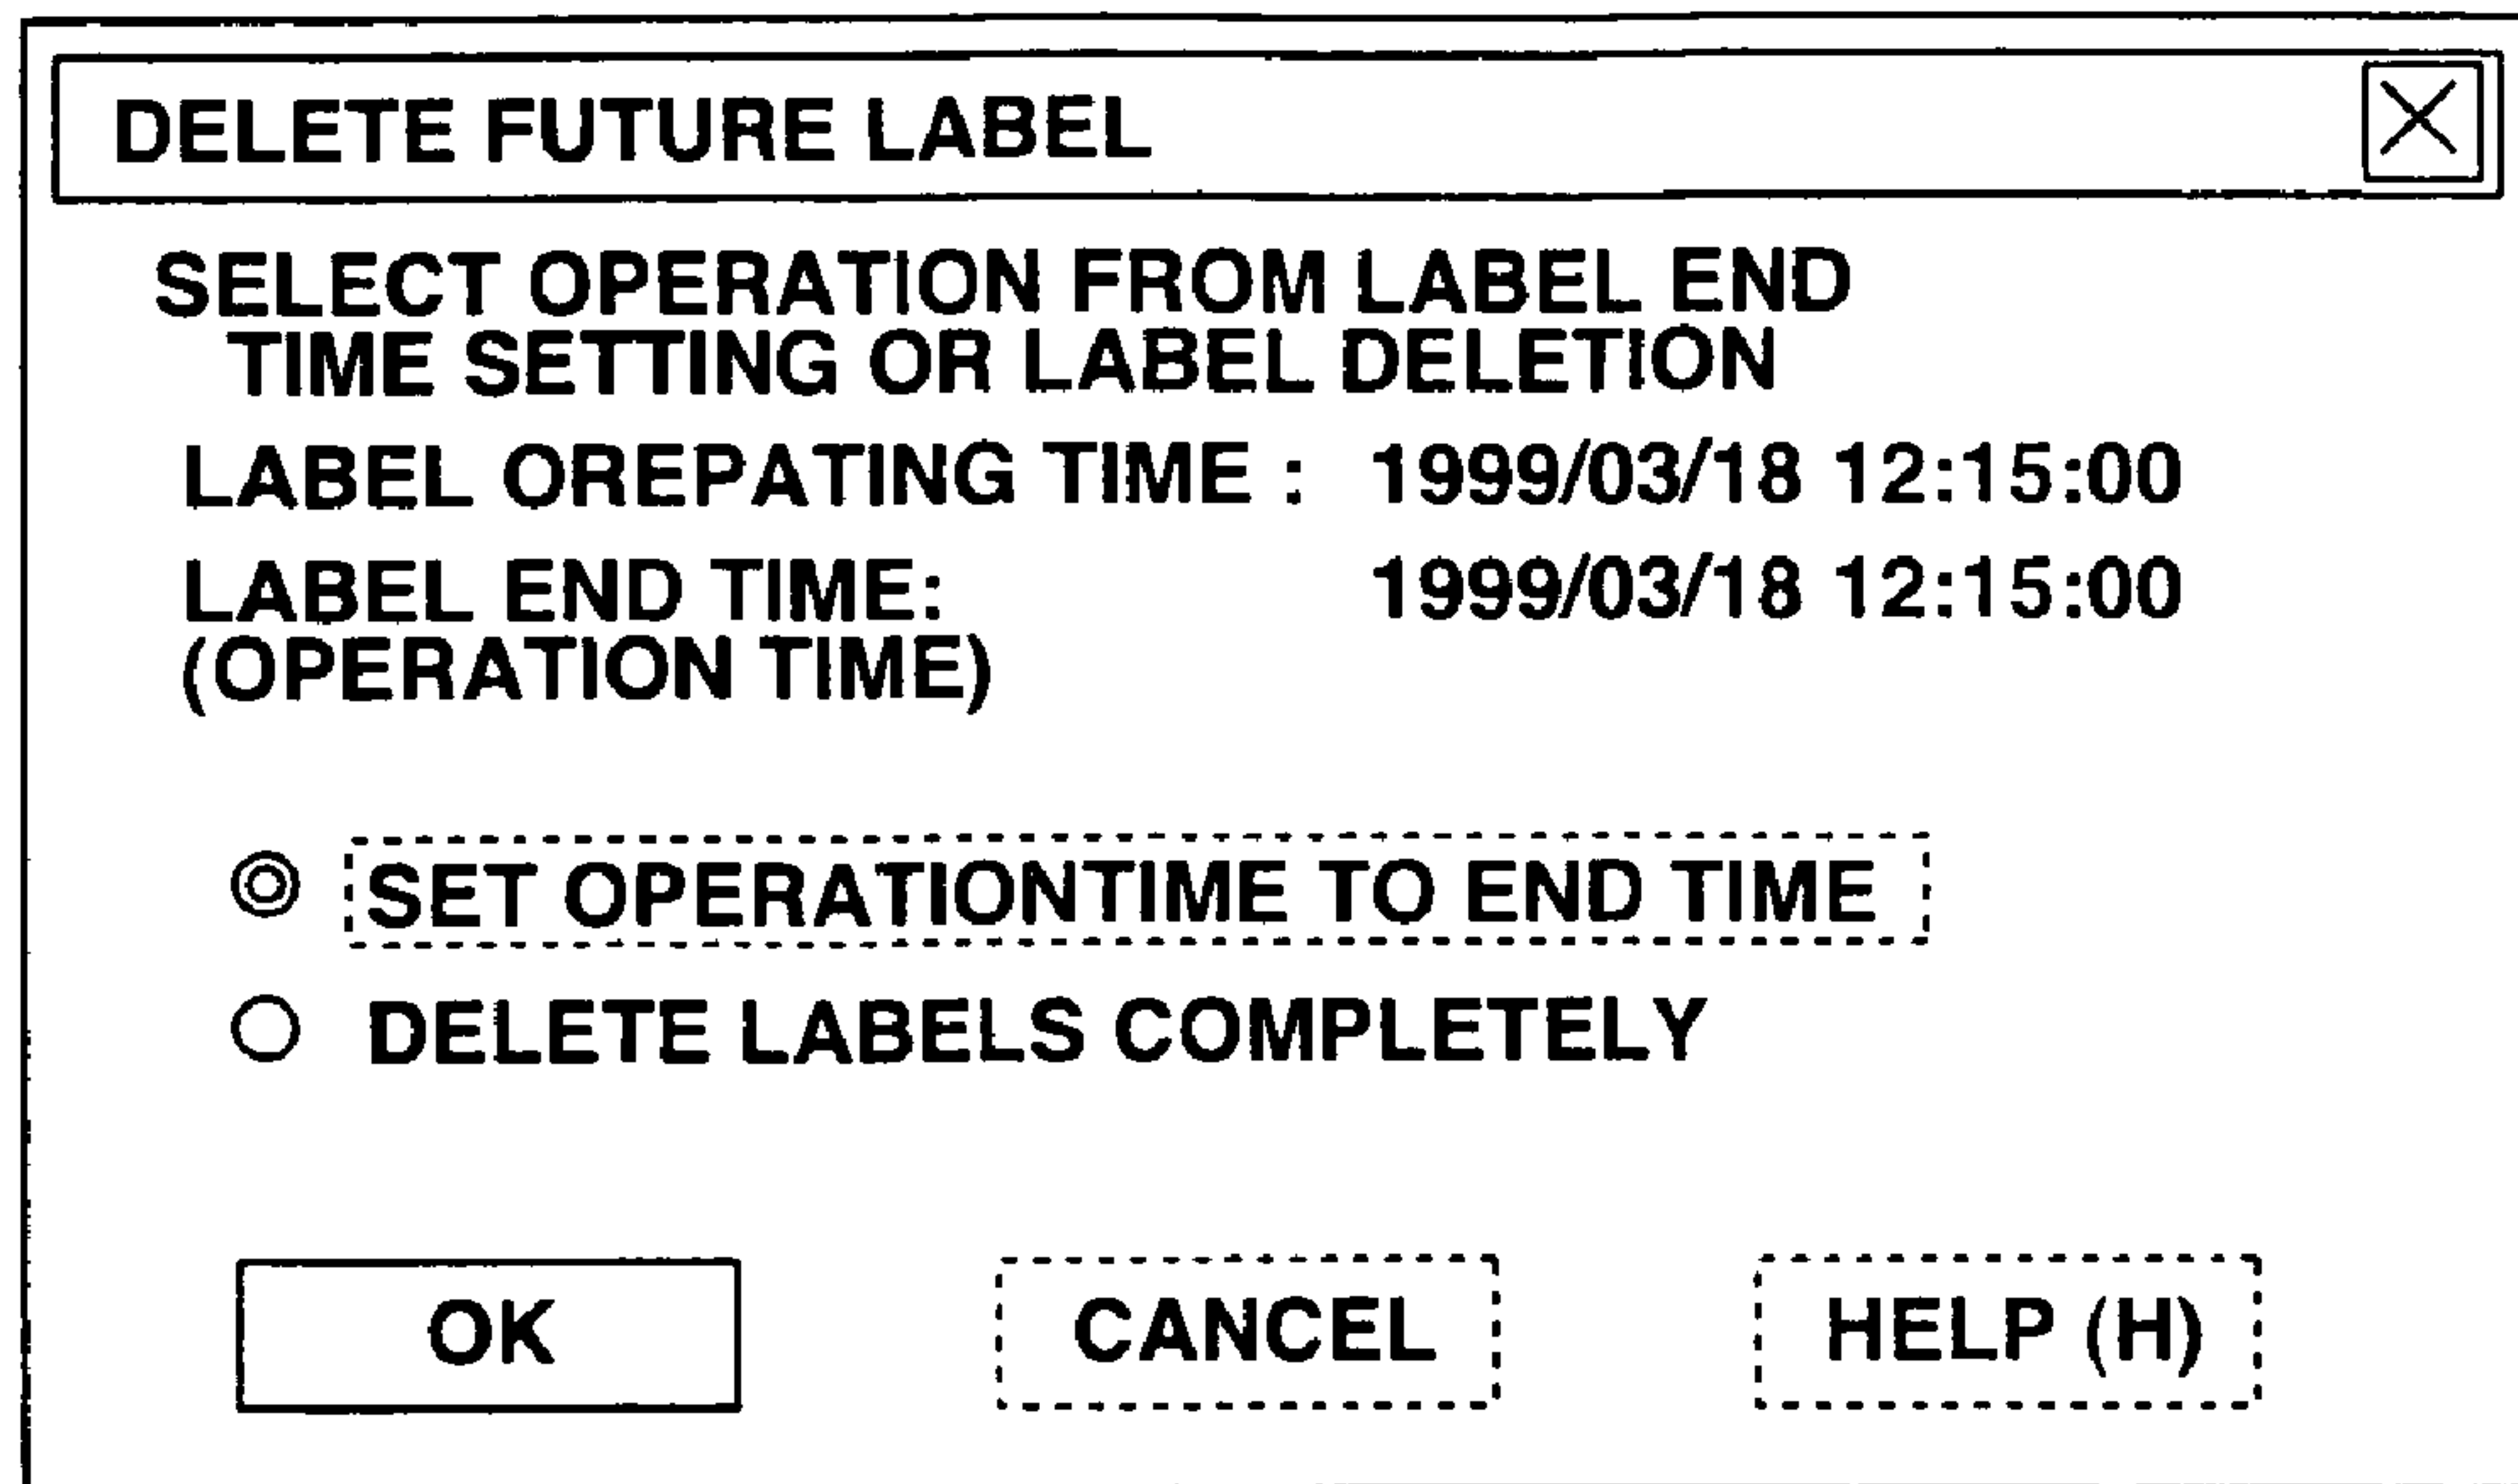 DELETE FUTURE LABEL
SELECT OPERATION FROM LABEL END
TIME SETTING OR LABEL DELETION
LABEL OREPATING TIME : 1999/03/18 12:15:00
LABEL END TIME: 1999/03/18 12:15:00
(OPERATION TIME)
SET OPERATIONTIME TO END TIME
DELETE LABELS COMPLETELY
OK CANCEL HELP (H)